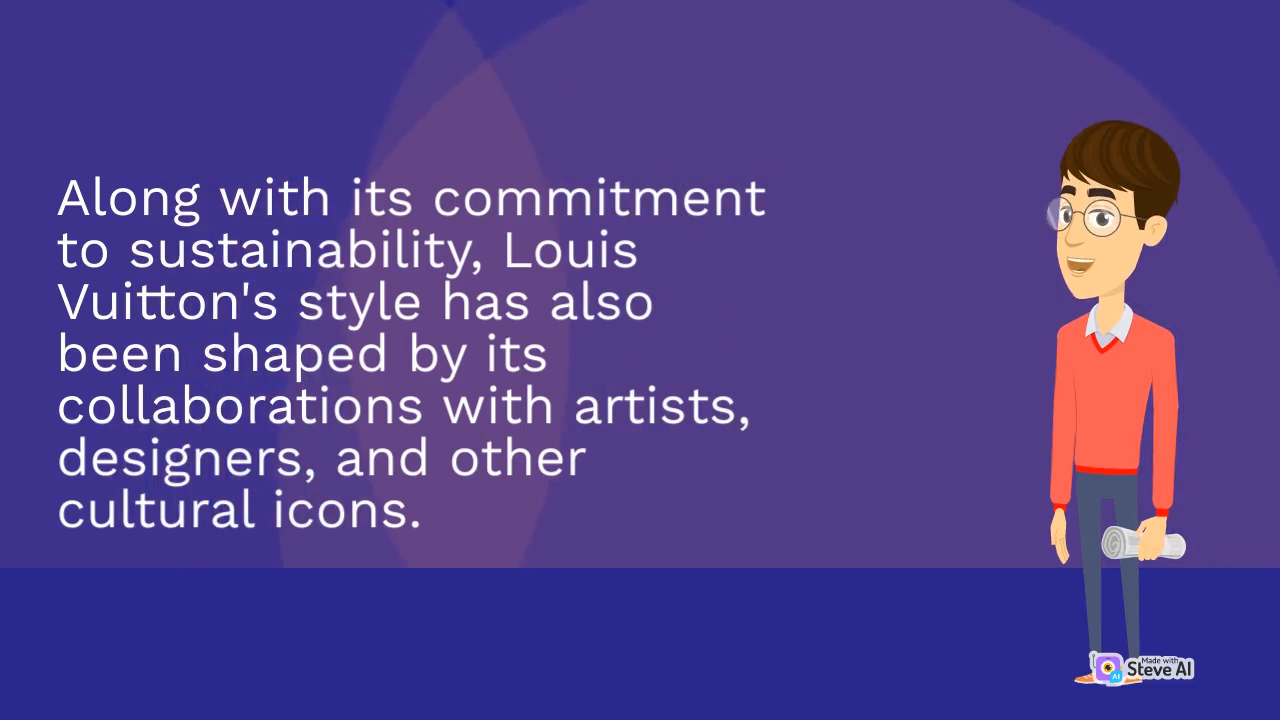 Along with its commitment
to sustainability, Louis
Vuitton's style has also
been shaped by its
collaborations with artists,
designers, and other
cultural icons.
Made with
Steve AI
AI